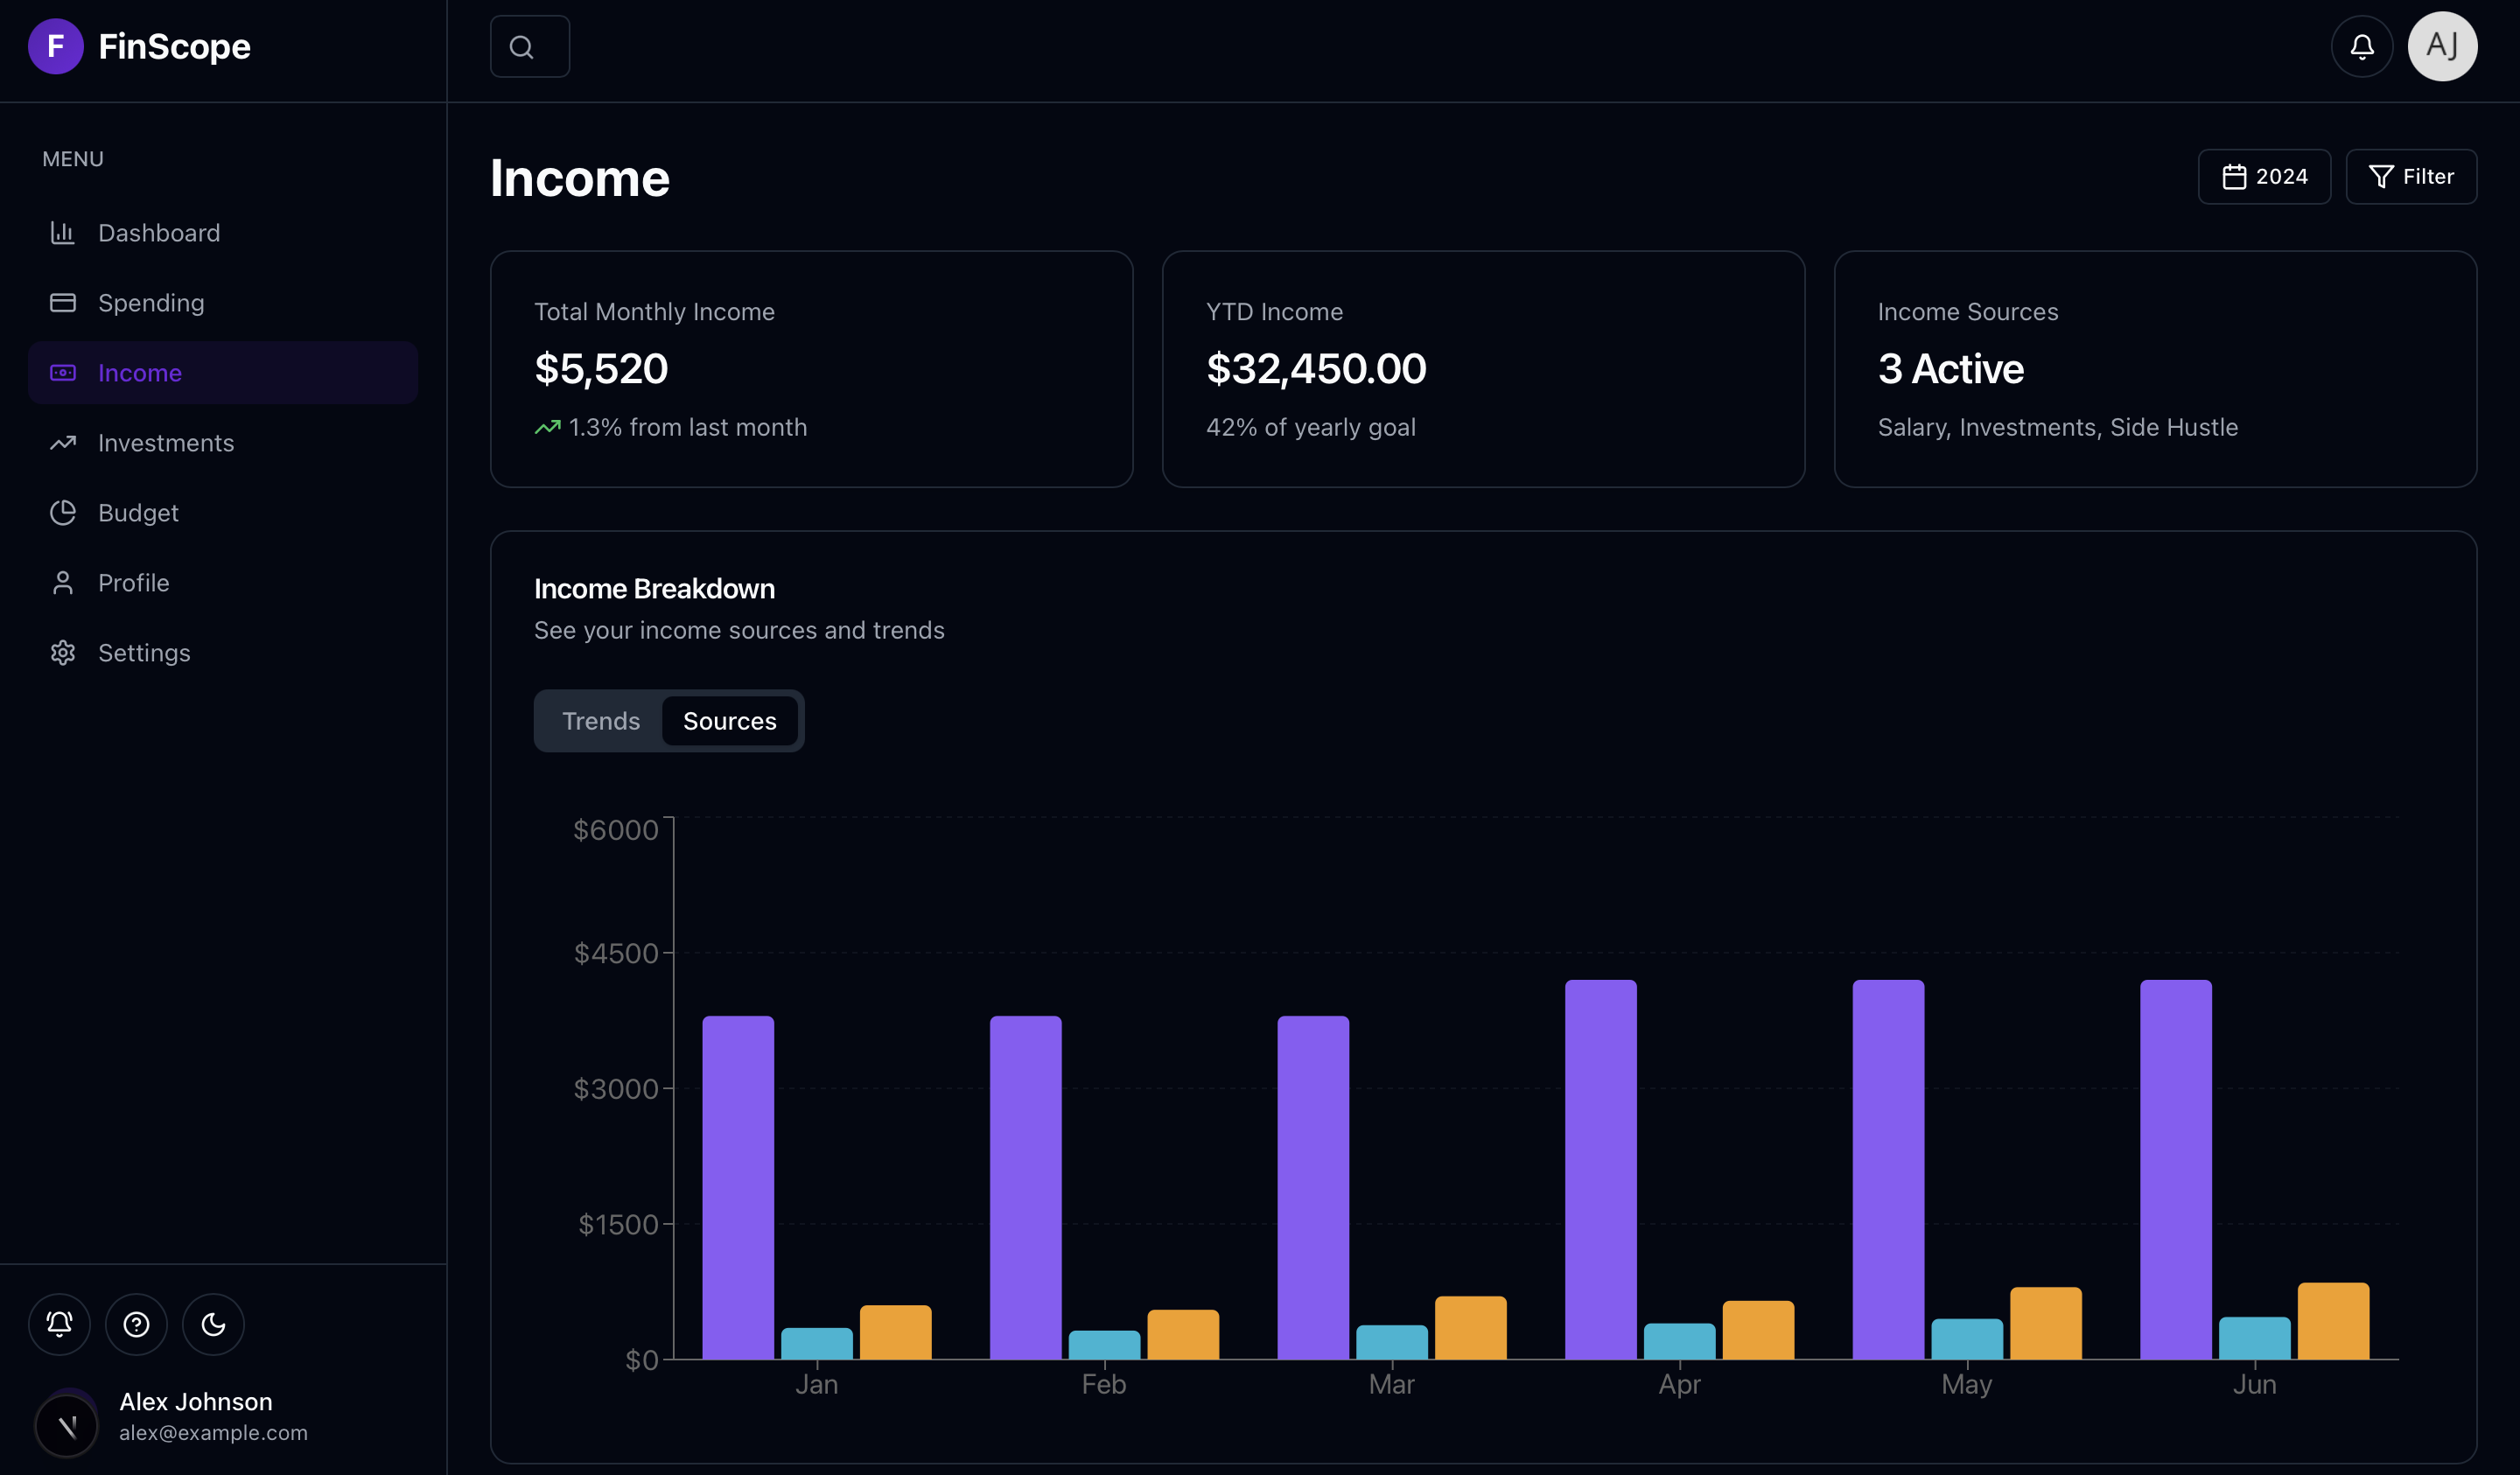 F FinScope
AJ
MENU
Dashboard
Spending
Income
Investments
Budget
Profile
Settings
Alex Johnson
alex@example.com
Income
2024
Filter
Total Monthly Income
$5,520
1.3% from last month
YTD Income
$32,450.00
42% of yearly goal
Income Sources
3 Active
Salary, Investments, Side Hustle
Income Breakdown
See your income sources and trends
Trends Sources
$6000
$4500
$3000
$1500
$0
Jan Feb Mar Apr May Jun